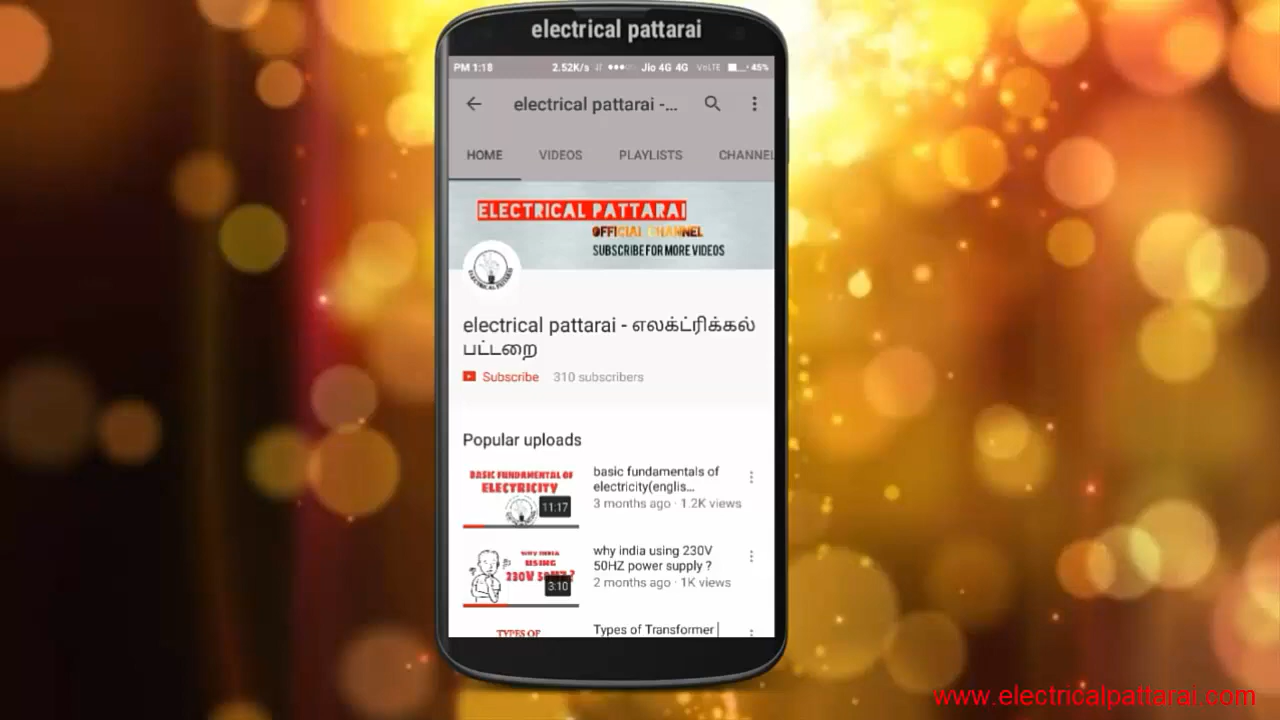 electrical pattarai
PM 1:18 2.52K/s Jio 4G 4G VoLTE 45%
electrical pattarai -...
HOME VIDEOS PLAYLISTS CHANNEL
ELECTRICAL PATTARAI
OFFICIAL CHANNEL
SUBSCRIBE FOR MORE VIDEOS
ELECTRICAL PATTARAI
electrical pattarai - எலக்ட்ரிக்கல்
பட்டறை
Subscribe 310 subscribers
Popular uploads
BASIC FUNDAMENTAL OF
ELECTRICITY
11:17
basic fundamentals of
electricity(englis...
3 months ago · 1.2K views
WHY INDIA
USING
230V 50HZ ?
3:10
why india using 230V
50HZ power supply ?
2 months ago · 1K views
TYPES OF
Types of Transformer|
www.electricalpattarai.com